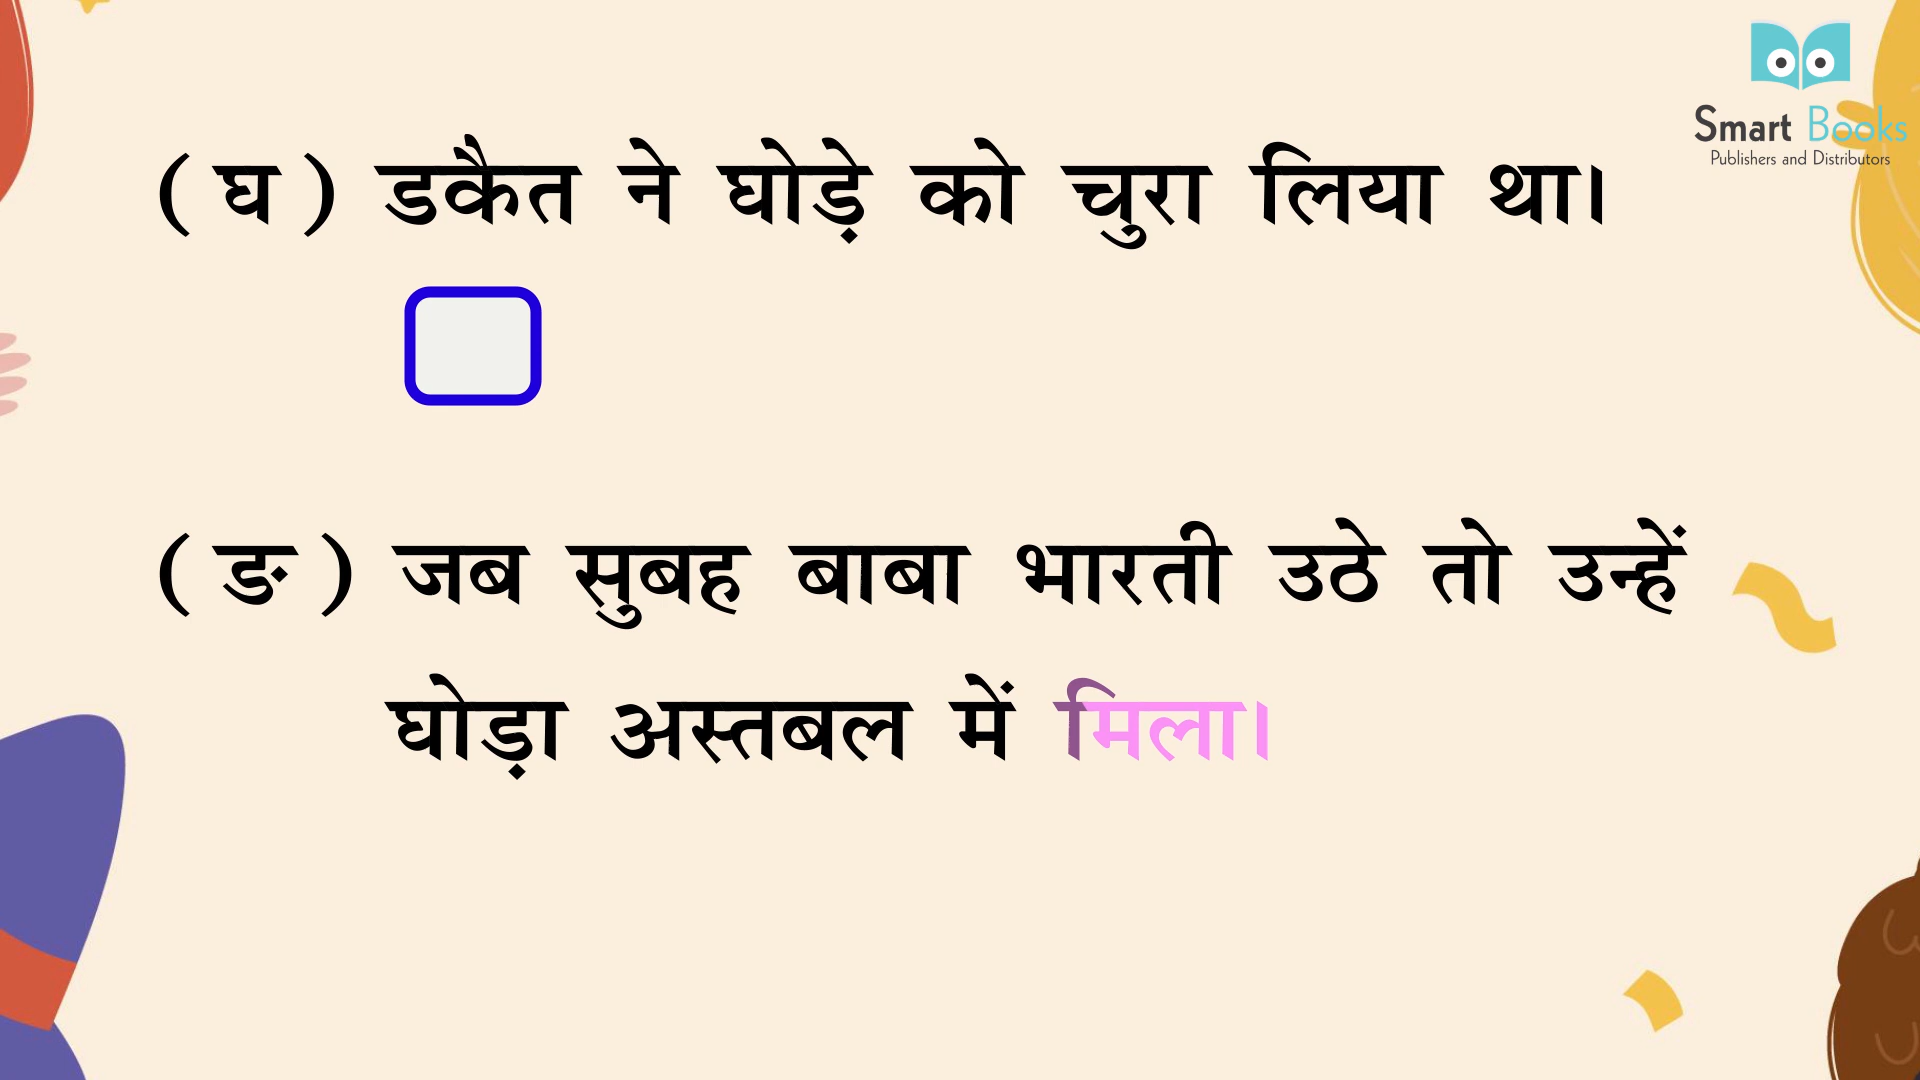 Smart Books
Publishers and Distributors
(घ) डकैत ने घोड़े को चुरा लिया था।
(ङ) जब सुबह बाबा भारती उठे तो उन्हें
घोड़ा अस्तबल में मिला।